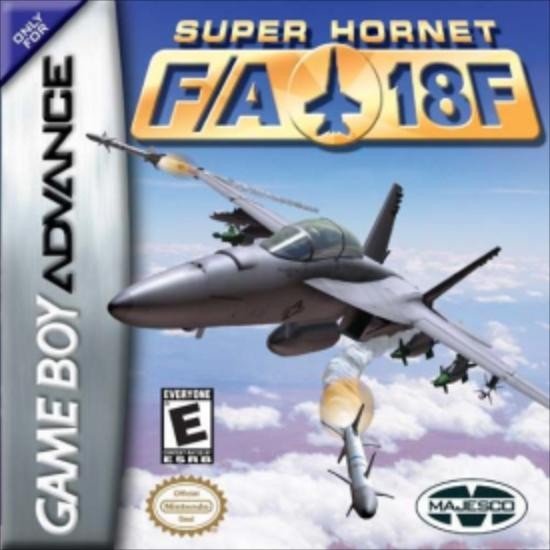 ONLY
FOR
GAME BOY ADVANCE
SUPER HORNET
F/A 18F
EVERYONE
E
ESRB
Official
Nintendo
Seal
MAJESCO